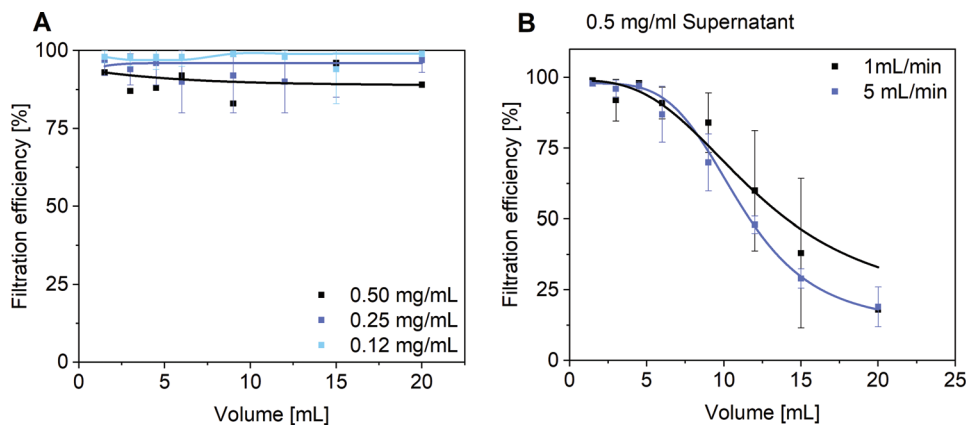 A
100
75
50
25
0
Filtration efficiency [%]
0.50 mg/mL
0.25 mg/mL
0.12 mg/mL
0 5 10 15 20
Volume [mL]
B 0.5 mg/ml Supernatant
100
75
50
25
0
Filtration efficiency [%]
1mL/min
5 mL/min
0 5 10 15 20 25
Volume [mL]